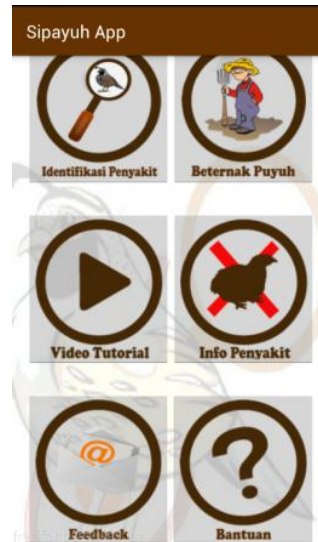 Sipayuh App
Identifikasi Penyakit
Beternak Puyuh
Video Tutorial
Info Penyakit
@
Feedback
Bantuan
?